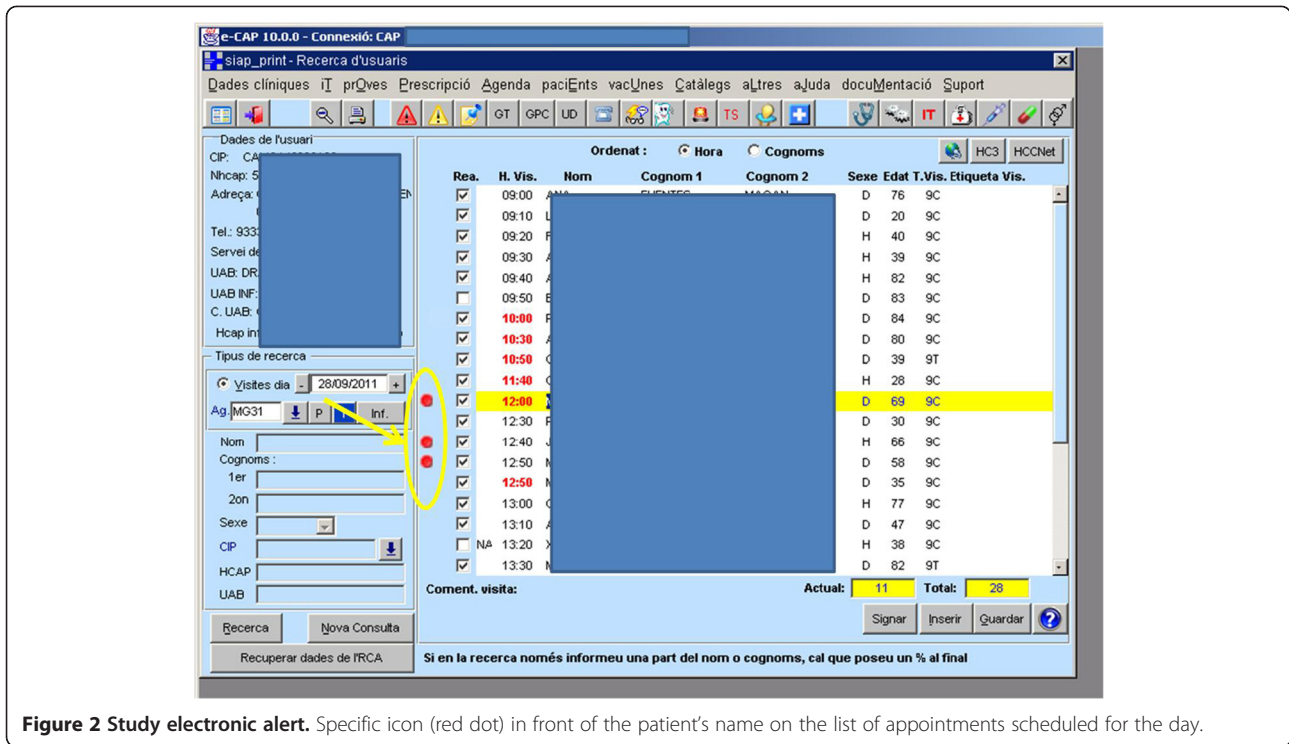 e-CAP 10.0.0 - Connexió: CAP
siap_print - Recerca d'usuaris
Dades clíniques iT prOves Prescripció Agenda paciEnts vacUnes Catàlegs aLtres aJuda docuMentació Suport
GT GPC UD TS IT
Dades de l'usuari
CIP:
Nhcap: 5
Adreça:
Tel.: 933
Servei de
UAB: DR
UAB INF:
C. UAB:
Hcap in
Tipus de recerca
Visites dia - 28/09/2011 +
Ag. MG31 P Inf.
Nom
Cognoms :
1er
2on
Sexe
CIP
HCAP
UAB
Recerca Nova Consulta
Recuperar dades de l'RCA
Ordenat : Hora Cognoms HC3 HCCNet
Rea. H. Vis. Nom Cognom 1 Cognom 2 Sexe Edat T.Vis. Etiqueta Vis.
09:00 D 76 9C
09:10 L D 20 9C
09:20 F H 40 9C
09:30 A H 39 9C
09:40 A H 82 9C
09:50 E D 83 9C
10:00 F D 84 9C
10:30 A D 80 9C
10:50 D 39 9T
11:40 H 28 9C
12:00 D 69 9C
12:30 F D 30 9C
12:40 J H 66 9C
12:50 D 58 9C
12:50 D 35 9C
13:00 H 77 9C
13:10 A D 47 9C
NA 13:20 H 38 9C
13:30 D 82 9T
Coment. visita: Actual: 11 Total: 28
Signar Inserir Guardar
Si en la recerca només informeu una part del nom o cognoms, cal que poseu un % al final
Figure 2 Study electronic alert. Specific icon (red dot) in front of the patient's name on the list of appointments scheduled for the day.